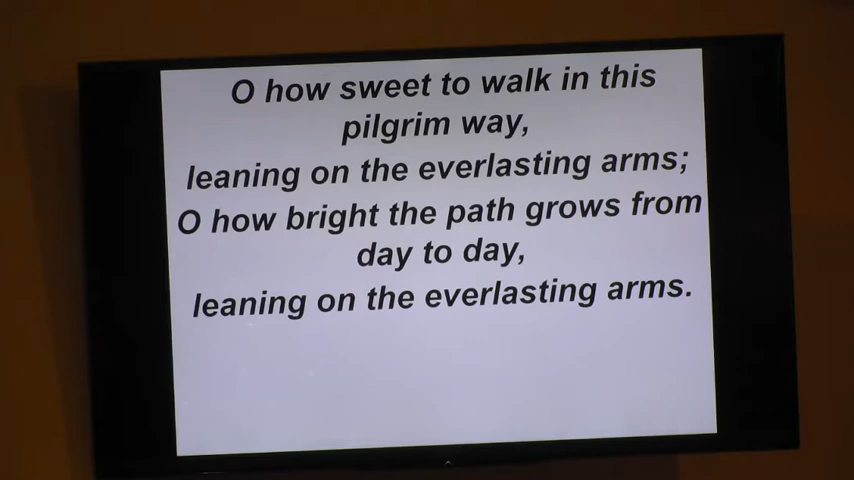 O how sweet to walk in this
pilgrim way,
leaning on the everlasting arms;
O how bright the path grows from
day to day,
leaning on the everlasting arms.